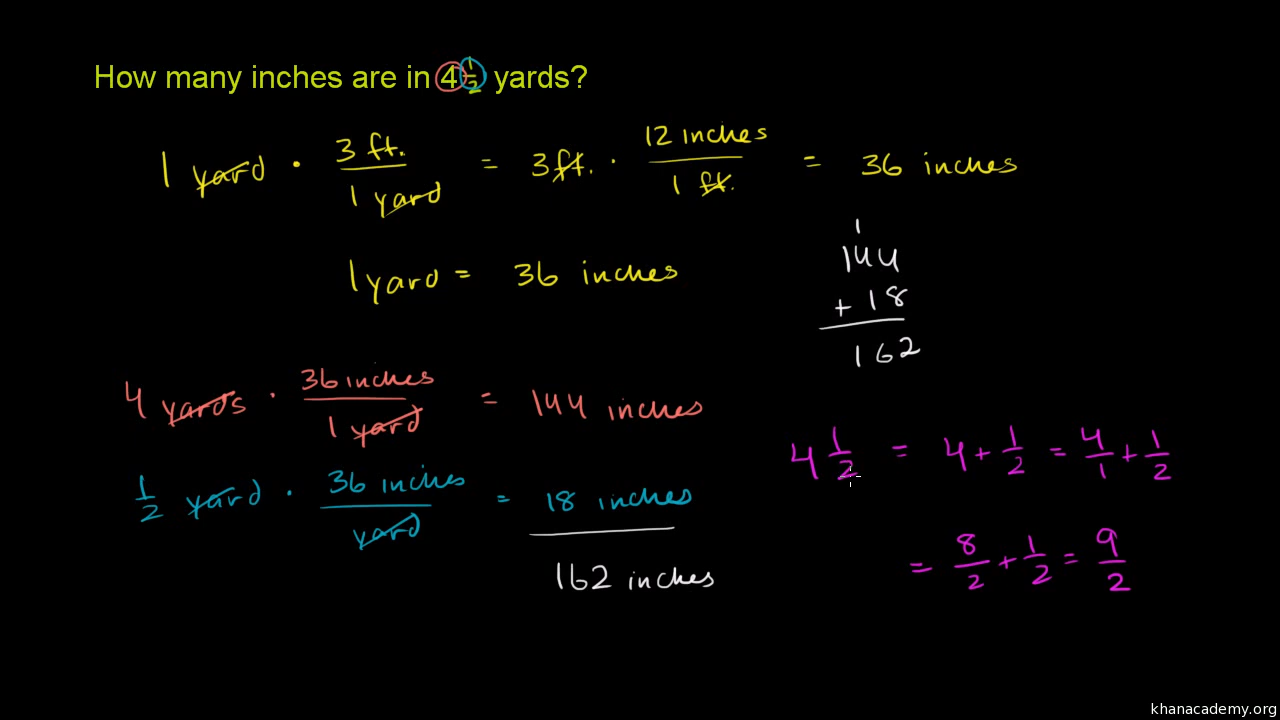 How many inches are in 4 1/2 yards?
1 yard · 3 ft. / 1 yard = 3 ft. · 12 inches / 1 ft. = 36 inches
1 yard = 36 inches
1
144
+ 18
162
4 yards · 36 inches / 1 yard = 144 inches
1/2 yard · 36 inches / yard = 18 inches
162 inches
4 1/2 = 4 + 1/2 = 4/1 + 1/2
= 8/2 + 1/2 = 9/2
khanacademy.org